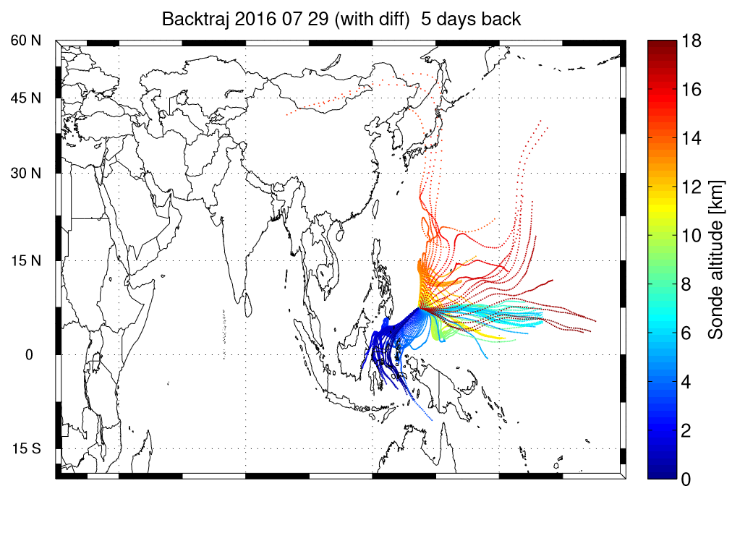 Backtraj 2016 07 29 (with diff)  5 days back
60 N
45 N
30 N
15 N
0
15 S
18
16
14
12
10
8
6
4
2
0
Sonde altitude [km]